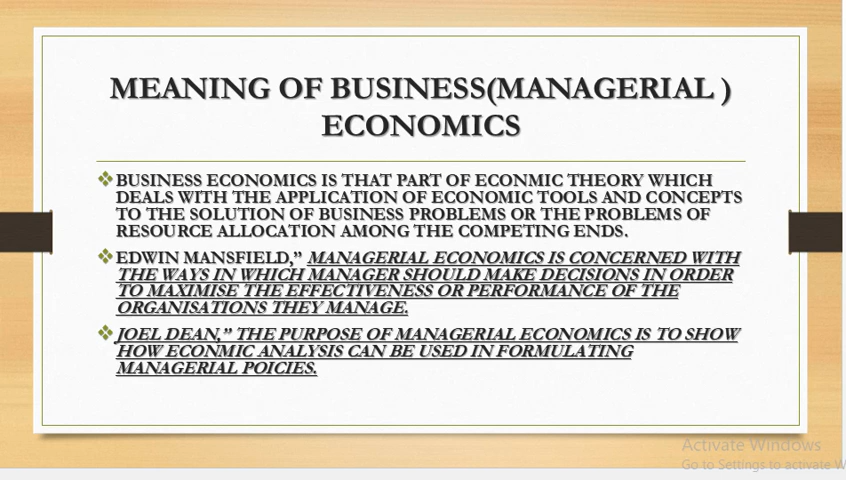 MEANING OF BUSINESS(MANAGERIAL )
ECONOMICS
BUSINESS ECONOMICS IS THAT PART OF ECONMIC THEORY WHICH
DEALS WITH THE APPLICATION OF ECONOMIC TOOLS AND CONCEPTS
TO THE SOLUTION OF BUSINESS PROBLEMS OR THE PROBLEMS OF
RESOURCE ALLOCATION AMONG THE COMPETING ENDS.
EDWIN MANSFIELD,” MANAGERIAL ECONOMICS IS CONCERNED WITH
THE WAYS IN WHICH MANAGER SHOULD MAKE DECISIONS IN ORDER
TO MAXIMISE THE EFFECTIVENESS OR PERFORMANCE OF THE
ORGANISATIONS THEY MANAGE.
JOEL DEAN,” THE PURPOSE OF MANAGERIAL ECONOMICS IS TO SHOW
HOW ECONMIC ANALYSIS CAN BE USED IN FORMULATING
MANAGERIAL POICIES.
Activate Windows
Go to Settings to activate W